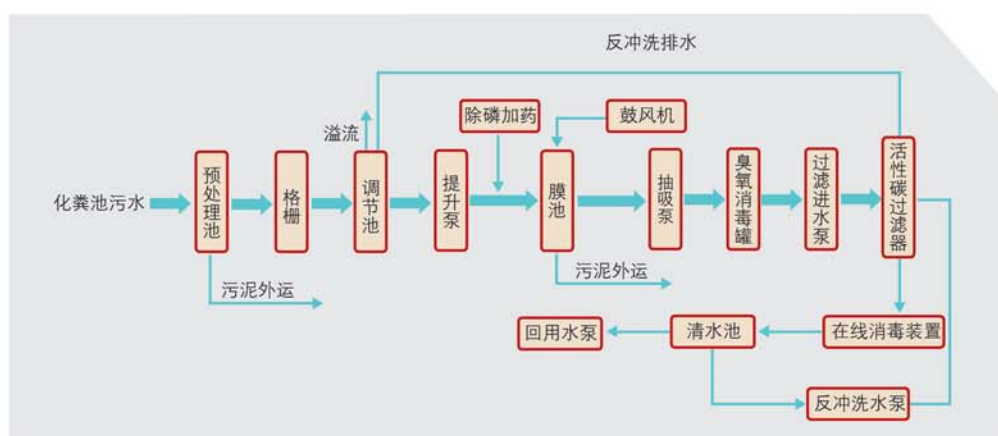 反冲洗排水
除磷加药
鼓风机
溢流
化粪池污水
预处理池
格栅
调节池
提升泵
膜池
抽吸泵
臭氧消毒罐
过滤进水泵
活性碳过滤器
污泥外运
污泥外运
回用水泵
清水池
在线消毒装置
反冲洗水泵